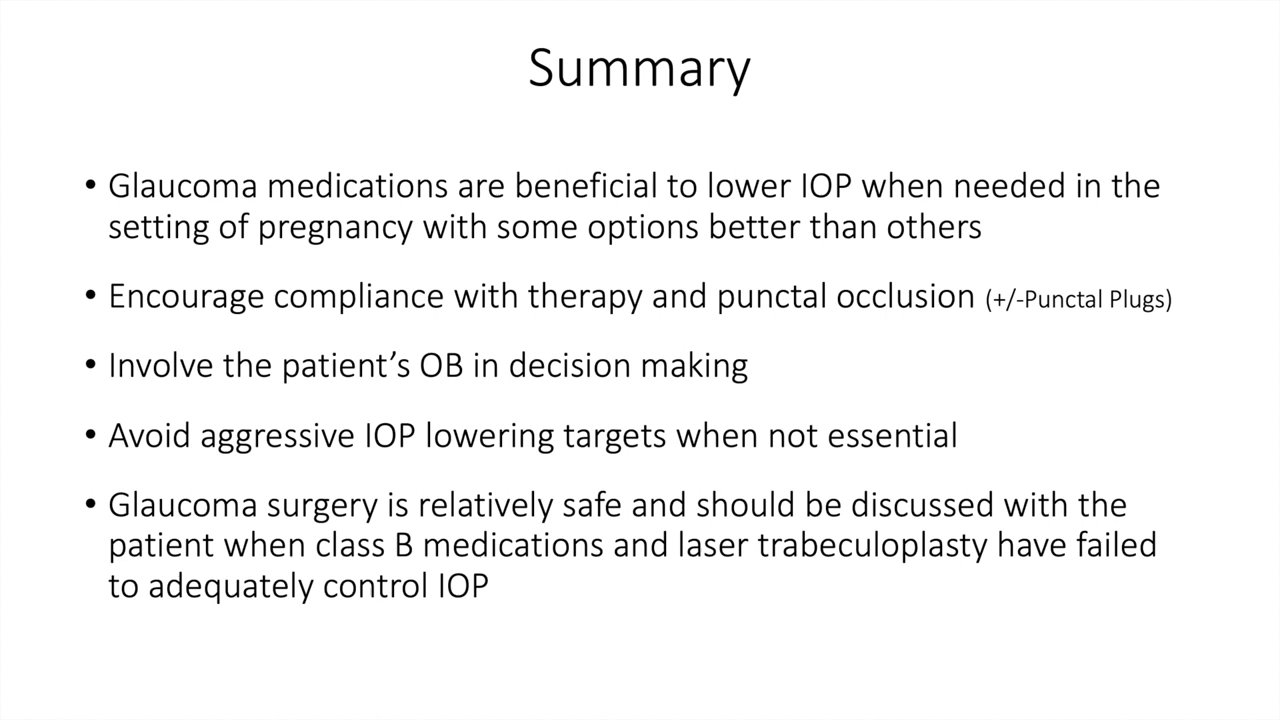 Summary
• Glaucoma medications are beneficial to lower IOP when needed in the
setting of pregnancy with some options better than others
• Encourage compliance with therapy and punctal occlusion (+/-Punctal Plugs)
• Involve the patient’s OB in decision making
• Avoid aggressive IOP lowering targets when not essential
• Glaucoma surgery is relatively safe and should be discussed with the
patient when class B medications and laser trabeculoplasty have failed
to adequately control IOP